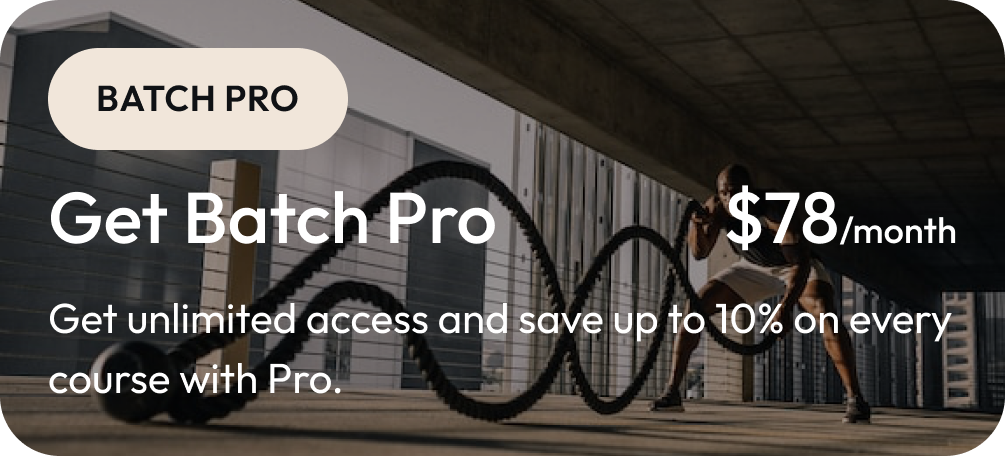 BATCH PRO
Get Batch Pro $78/month
Get unlimited access and save up to 10% on every
course with Pro.